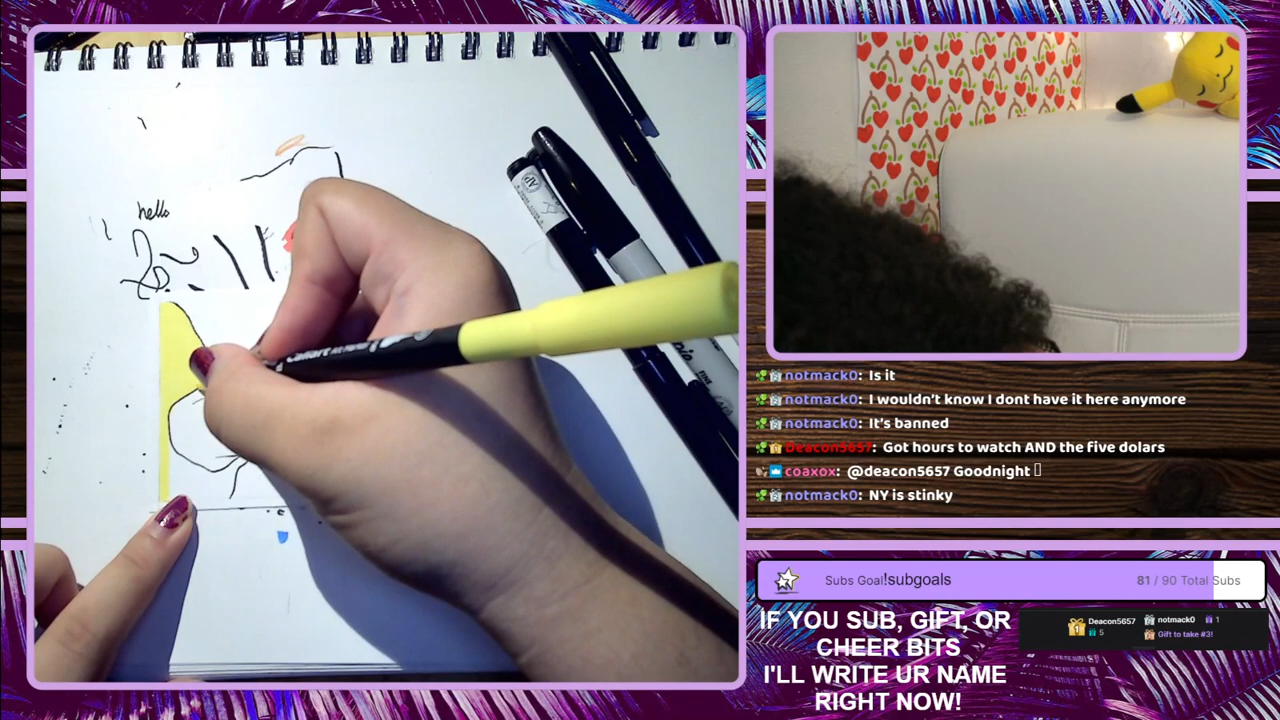 hello
notmack0: Is it
notmack0: I wouldn't know I dont have it here anymore
notmack0: It's banned
Deacon5657: Got hours to watch AND the five dolars
coaxox: @deacon5657 Goodnight
notmack0: NY is stinky
Subs Goal !subgoals 81 / 90 Total Subs
IF YOU SUB, GIFT, OR
CHEER BITS
I'LL WRITE UR NAME
RIGHT NOW!
1 Deacon5657 5
notmack0 1
Gift to take #3!